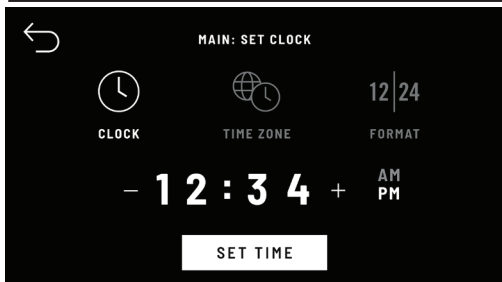 MAIN: SET CLOCK
12|24
CLOCK TIME ZONE FORMAT
- 12:34 + AM
PM
SET TIME